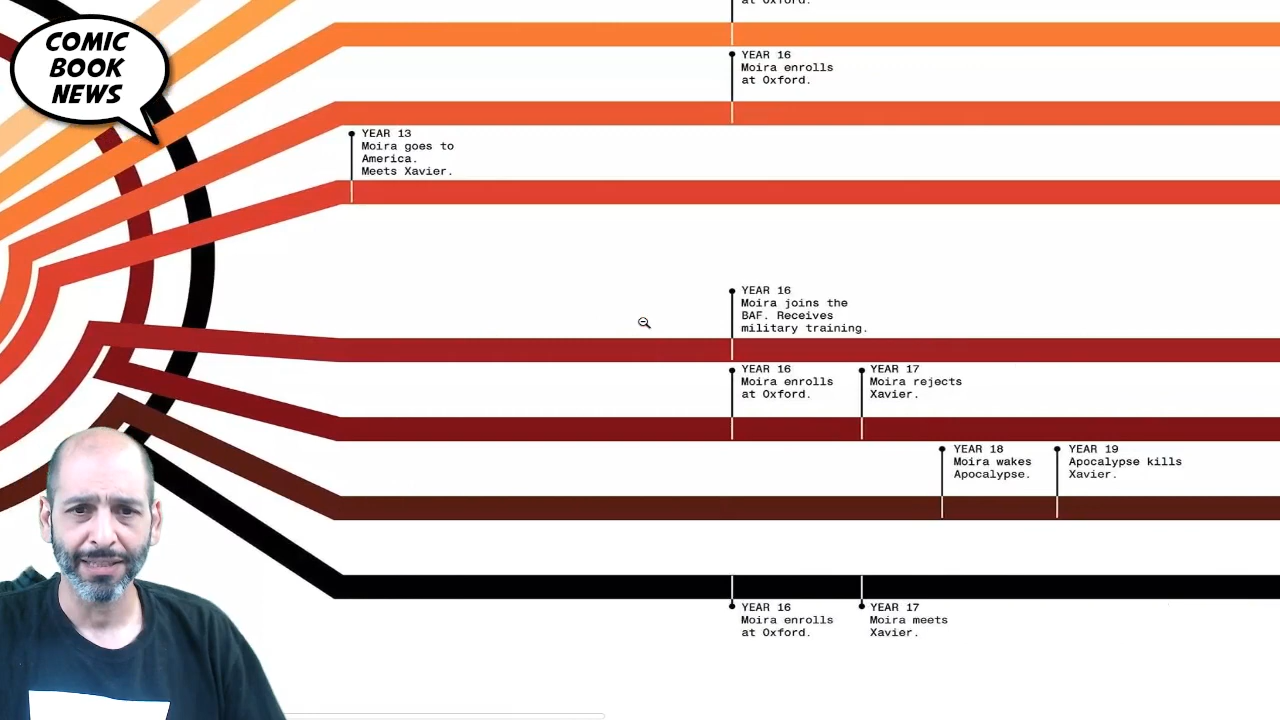 COMIC
BOOK
NEWS
at Oxford.
YEAR 16
Moira enrolls
at Oxford.
YEAR 13
Moira goes to
America.
Meets Xavier.
YEAR 16
Moira joins the
BAF. Receives
military training.
YEAR 16
Moira enrolls
at Oxford.
YEAR 17
Moira rejects
Xavier.
YEAR 18
Moira wakes
Apocalypse.
YEAR 19
Apocalypse kills
Xavier.
YEAR 16
Moira enrolls
at Oxford.
YEAR 17
Moira meets
Xavier.